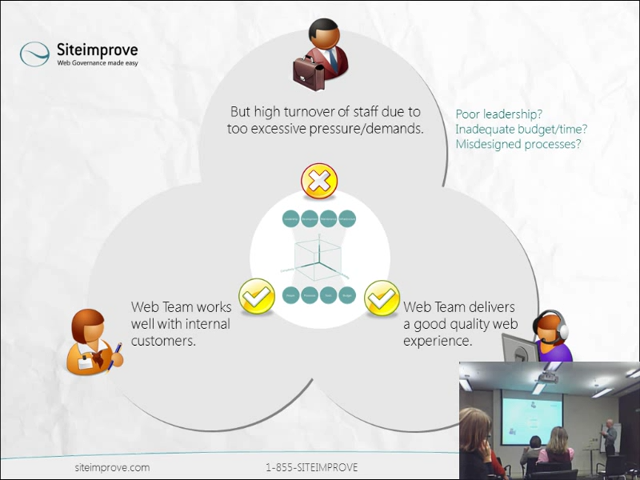 Siteimprove
Web Governance made easy
But high turnover of staff due to
too excessive pressure/demands.
Poor leadership?
Inadequate budget/time?
Misdesigned processes?
Web Team works
well with internal
customers.
Web Team delivers
a good quality web
experience.
siteimprove.com
1-855-SITEIMPROVE